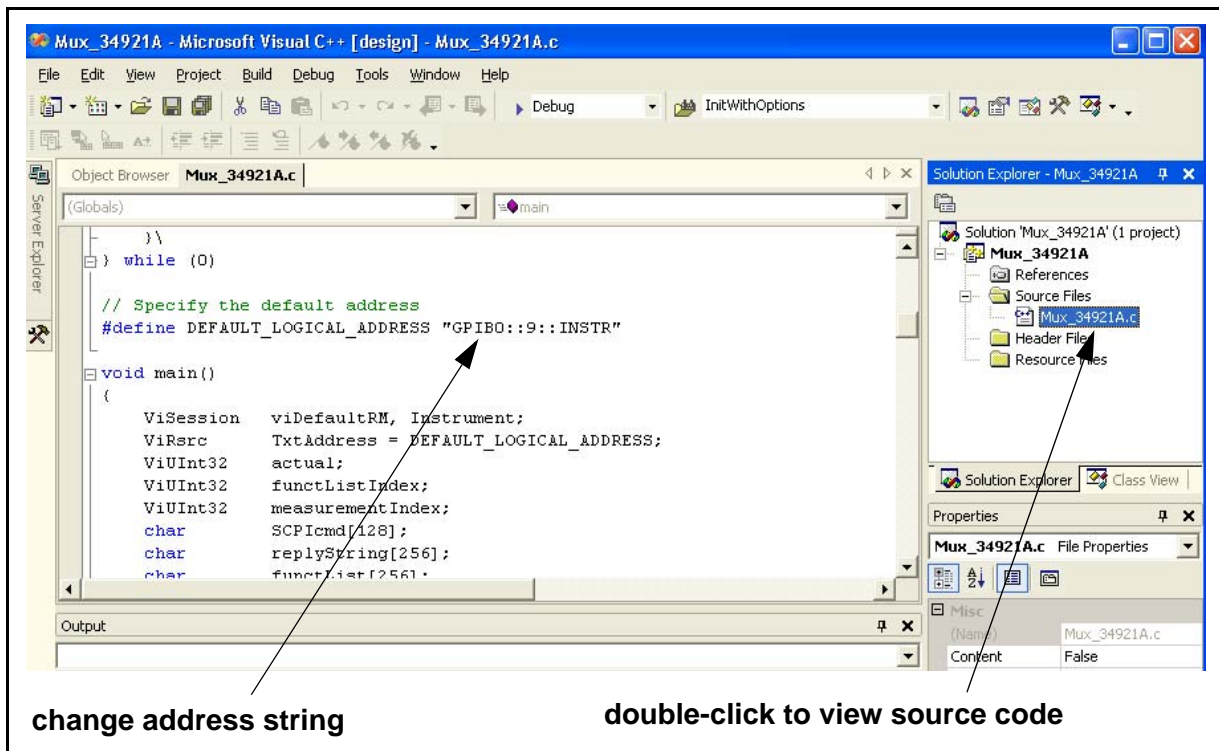 Mux_34921A - Microsoft Visual C++ [design] - Mux_34921A.c
File Edit View Project Build Debug Tools Window Help
Debug InitWithOptions
Server Explorer
Object Browser Mux_34921A.c
(Globals) main
}\
} while (0)
// Specify the default address
#define DEFAULT_LOGICAL_ADDRESS "GPIB0::9::INSTR"
void main()
{
ViSession viDefaultRM, Instrument;
ViRsrc TxtAddress = DEFAULT_LOGICAL_ADDRESS;
ViUInt32 actual;
ViUInt32 functListIndex;
ViUInt32 measurementIndex;
char SCPIcmd[128];
char replyString[256];
char functList[256];
Output
Solution Explorer - Mux_34921A
Solution 'Mux_34921A' (1 project)
Mux_34921A
References
Source Files
Mux_34921A.c
Header Files
Resource Files
Solution Explorer Class View
Properties
Mux_34921A.c File Properties
Misc
(Name) Mux_34921A.c
Content False
change address string
double-click to view source code